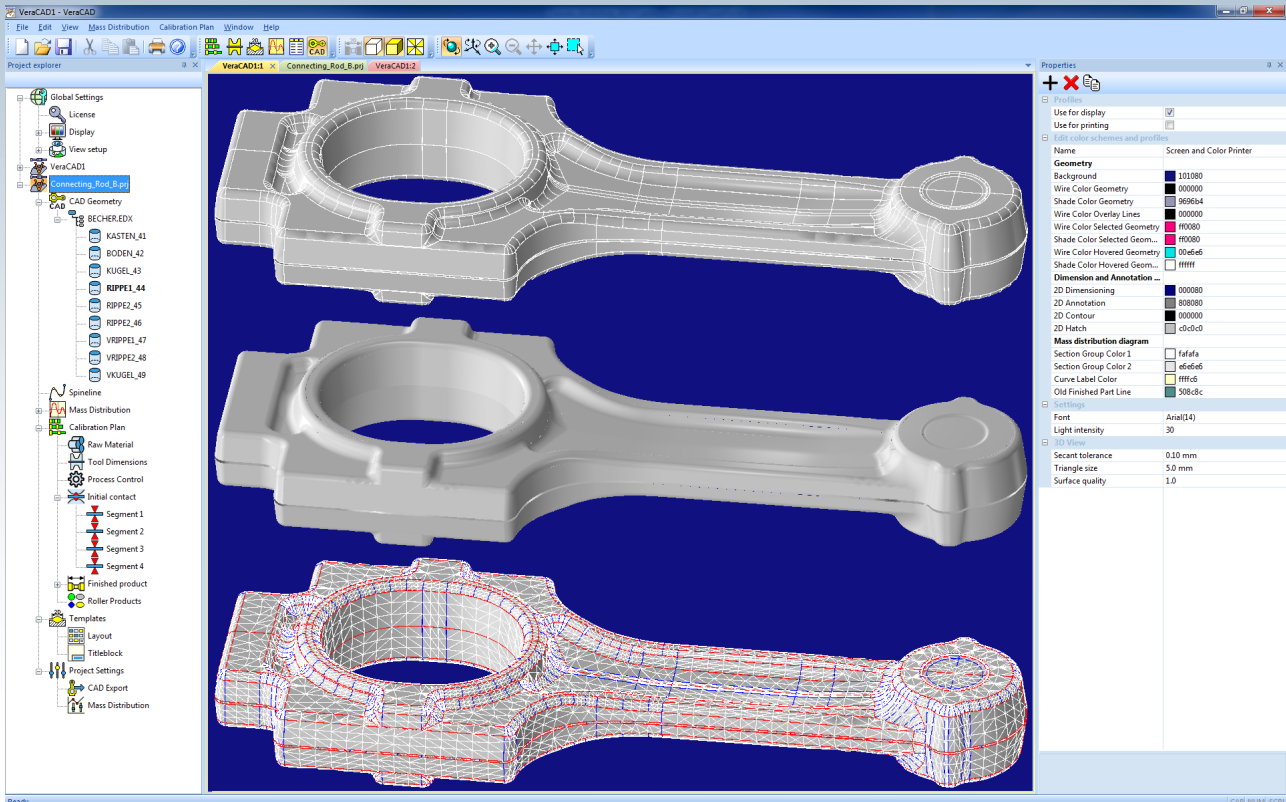 VeraCAD1 - VeraCAD
File Edit View Mass Distribution Calibration Plan Window Help
CAD
Project explorer
VeraCAD1:1 Connecting_Rod_B.prj VeraCAD1:2
Properties
Global Settings
License
Display
View setup
VeraCAD1
Connecting_Rod_B.prj
CAD CAD Geometry
BECHER.EDX
KASTEN_41
BODEN_42
KUGEL_43
RIPPE1_44
RIPPE2_45
RIPPE2_46
VRIPPE1_47
VRIPPE2_48
VKUGEL_49
Spineline
Mass Distribution
Calibration Plan
Raw Material
Tool Dimensions
Process Control
Initial contact
Segment 1
Segment 2
Segment 3
Segment 4
Finished product
Roller Products
Templates
Layout
Titleblock
Project Settings
CAD Export
Mass Distribution
Profiles
Use for display
Use for printing
Edit color schemes and profiles
Name Screen and Color Printer
Geometry
Background 101080
Wire Color Geometry 000000
Shade Color Geometry 9696b4
Wire Color Overlay Lines 000000
Wire Color Selected Geometry ff0080
Shade Color Selected Geom... ff0080
Wire Color Hovered Geometry 00e6e6
Shade Color Hovered Geom... ffffff
Dimension and Annotation ...
2D Dimensioning 000080
2D Annotation 808080
2D Contour 000000
2D Hatch c0c0c0
Mass distribution diagram
Section Group Color 1 fafafa
Section Group Color 2 e6e6e6
Curve Label Color ffffc6
Old Finished Part Line 508c8c
Settings
Font Arial(14)
Light intensity 30
3D View
Secant tolerance 0.10 mm
Triangle size 5.0 mm
Surface quality 1.0
Ready
CAP NUM SCRL